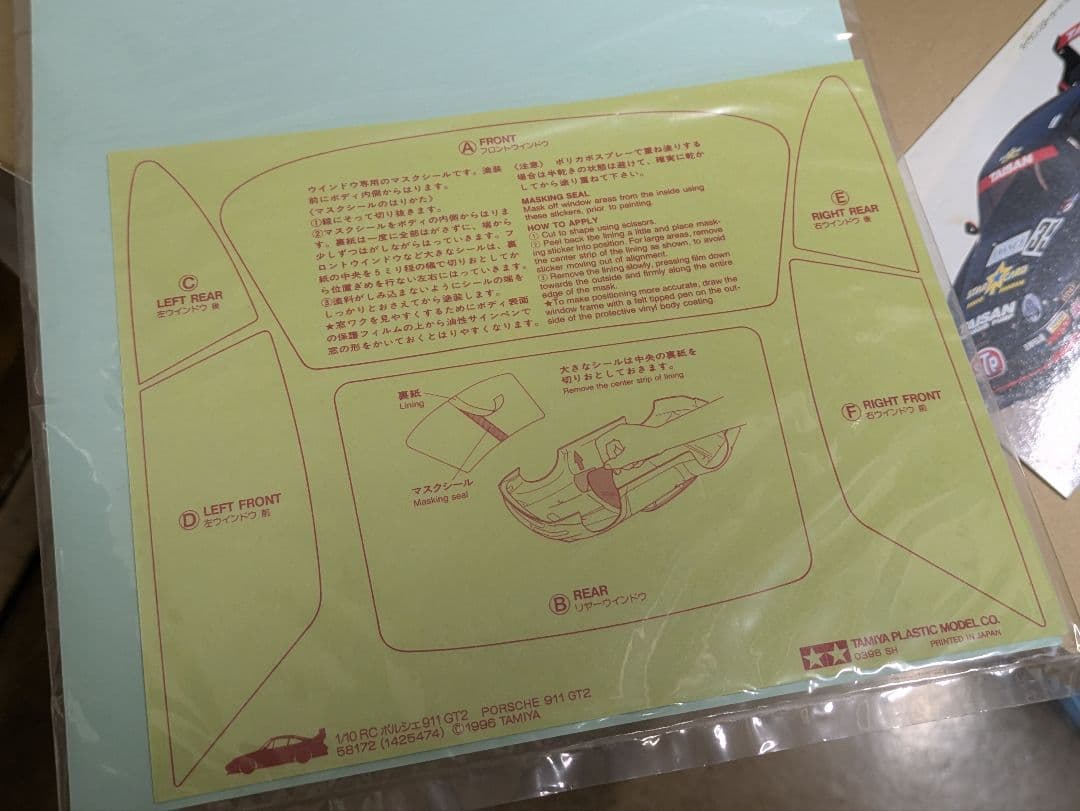 Ⓐ FRONT
フロントウインドウ
ウインドウ専用のマスクシールです。塗装
前にボディ内側からはります。
〈マスクシールのはりかた〉
①線にそって切り抜きます。
②マスクシールをボディの内側からはりま
す。裏紙は一度に全部はがさずに、端から
少しずつはがしながらはっていきます。フ
ロントウインドウなど大きなシールは、裏
紙の中央を5ミリ程の幅で切りおとしてか
ら位置ぎめを行ない左右にはっていきます。
③塗料がしみ込まないようにシールの端を
しっかりとおさえてから塗装します。
★窓ワクを見やすくするためにボディ表面
の保護フィルムの上から油性サインペンで
窓の形をかいておくとはりやすくなります。
〈注意〉 ポリカボスプレーで重ね塗りする
場合は半乾きの状態は避けて、確実に乾か
してから塗り重ねて下さい。
MASKING SEAL
Mask off window areas from the inside using
these stickers, prior to painting.
HOW TO APPLY
① Cut to shape using scissors.
② Peel back the lining a little and place mask-
ing sticker into position. For large areas, remove
the center strip of the lining as shown, to avoid
sticker moving out of alignment.
③ Remove the lining slowly, pressing film down
towards the outside and firmly along the entire
edge of the mask.
★To make positioning more accurate, draw the
window frame with a felt tipped pen on the out-
side of the protective vinyl body coating.
Ⓒ
LEFT REAR
左ウインドウ 後
Ⓔ
RIGHT REAR
右ウインドウ 後
Ⓓ LEFT FRONT
左ウインドウ 前
Ⓕ RIGHT FRONT
右ウインドウ 前
裏紙
Lining
大きなシールは中央の裏紙を
切りおとしておきます。
Remove the center strip of lining
マスクシール
Masking seal
Ⓑ REAR
リヤーウインドウ
TAMIYA PLASTIC MODEL CO.
0396 SH PRINTED IN JAPAN
1/10 RC ポルシェ911 GT2 PORSCHE 911 GT2
58172 (1425474) ©1996 TAMIYA
TAISAN
TAISAN
STP